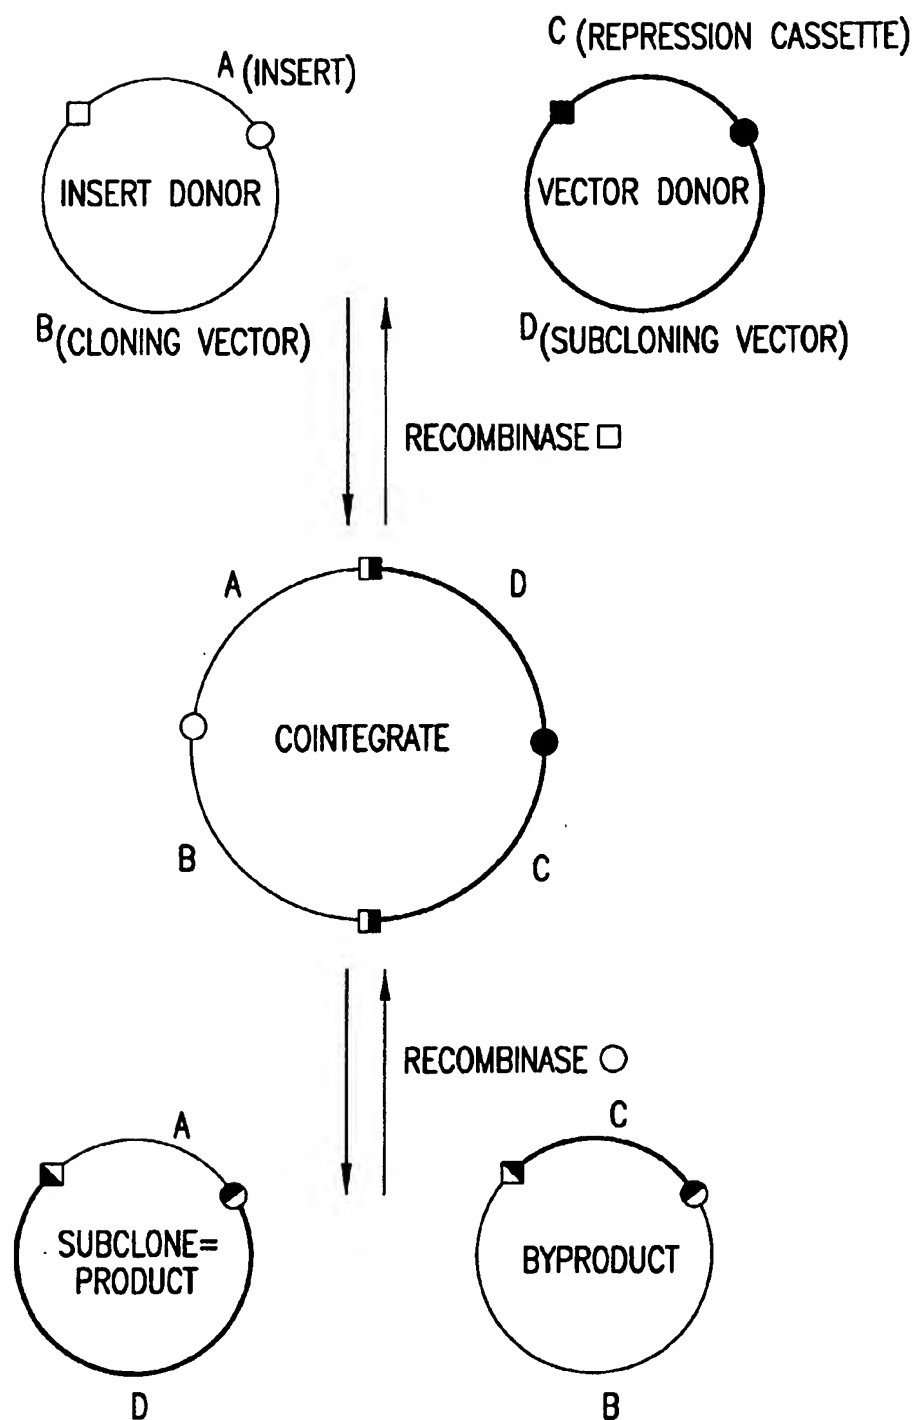 A (INSERT)
C (REPRESSION CASSETTE)
INSERT DONOR
VECTOR DONOR
B (CLONING VECTOR)
D (SUBCLONING VECTOR)
RECOMBINASE
A
D
COINTEGRATE
B
C
RECOMBINASE
A
C
SUBCLONE=
PRODUCT
BYPRODUCT
D
B